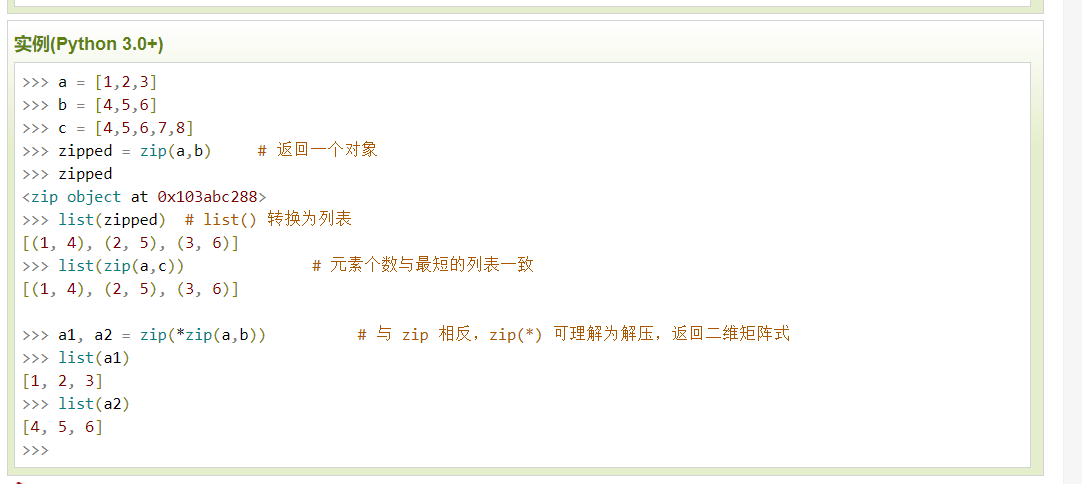 实例(Python 3.0+)
>>> a = [1,2,3]
>>> b = [4,5,6]
>>> c = [4,5,6,7,8]
>>> zipped = zip(a,b)     # 返回一个对象
>>> zipped
<zip object at 0x103abc288>
>>> list(zipped)  # list() 转换为列表
[(1, 4), (2, 5), (3, 6)]
>>> list(zip(a,c))              # 元素个数与最短的列表一致
[(1, 4), (2, 5), (3, 6)]
>>> a1, a2 = zip(*zip(a,b))          # 与 zip 相反，zip(*) 可理解为解压，返回二维矩阵式
>>> list(a1)
[1, 2, 3]
>>> list(a2)
[4, 5, 6]
>>>